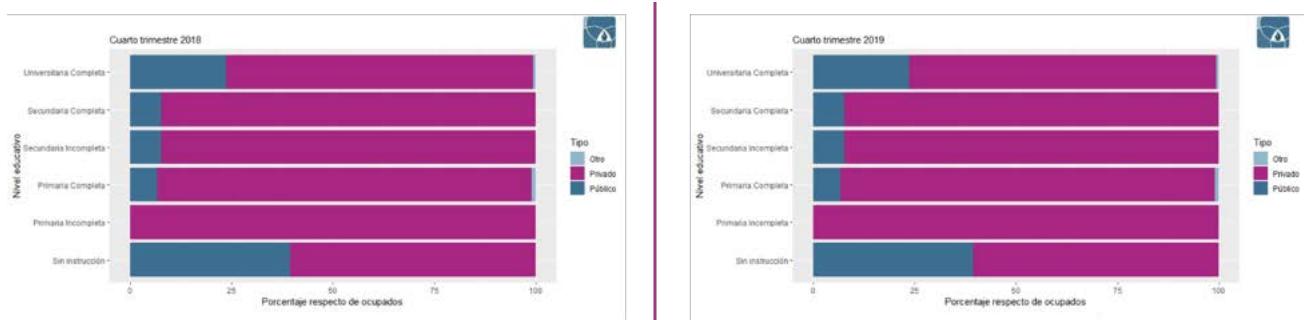 Cuarto trimestre 2018
Nivel educativo
Universitaria Completa
Secundaria Completa
Secundaria Incompleta
Primaria Completa
Primaria Incompleta
Sin instrucción
0 25 50 75 100
Porcentaje respecto de ocupados
Tipo
Otro
Privado
Público
Cuarto trimestre 2019
Nivel educativo
Universitaria Completa
Secundaria Completa
Secundaria Incompleta
Primaria Completa
Primaria Incompleta
Sin instrucción
0 25 50 75 100
Porcentaje respecto de ocupados
Tipo
Otro
Privado
Público